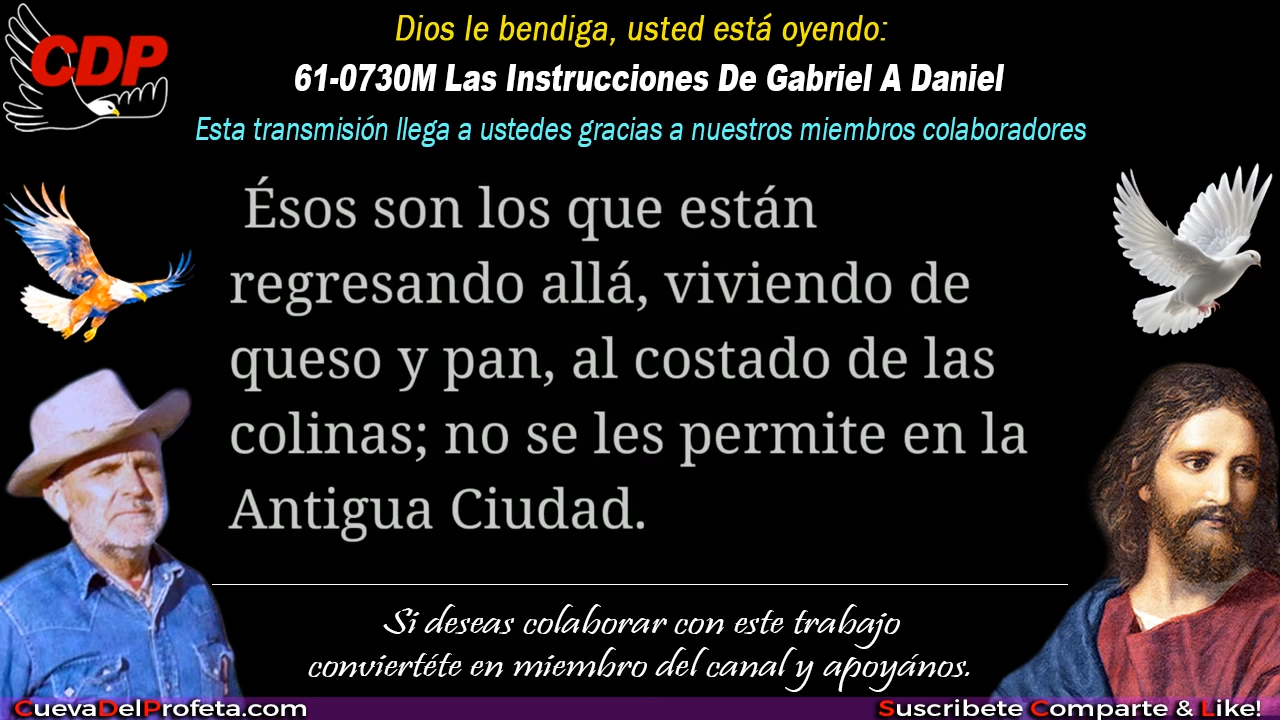 CDP
Dios le bendiga, usted está oyendo:
61-0730M Las Instrucciones De Gabriel A Daniel
Esta transmisión llega a ustedes gracias a nuestros miembros colaboradores
Ésos son los que están
regresando allá, viviendo de
queso y pan, al costado de las
colinas; no se les permite en la
Antigua Ciudad.
Si deseas colaborar con este trabajo
conviertéte en miembro del canal y apoyános.
CuevaDelProfeta.com
Suscribete Comparte & Like!